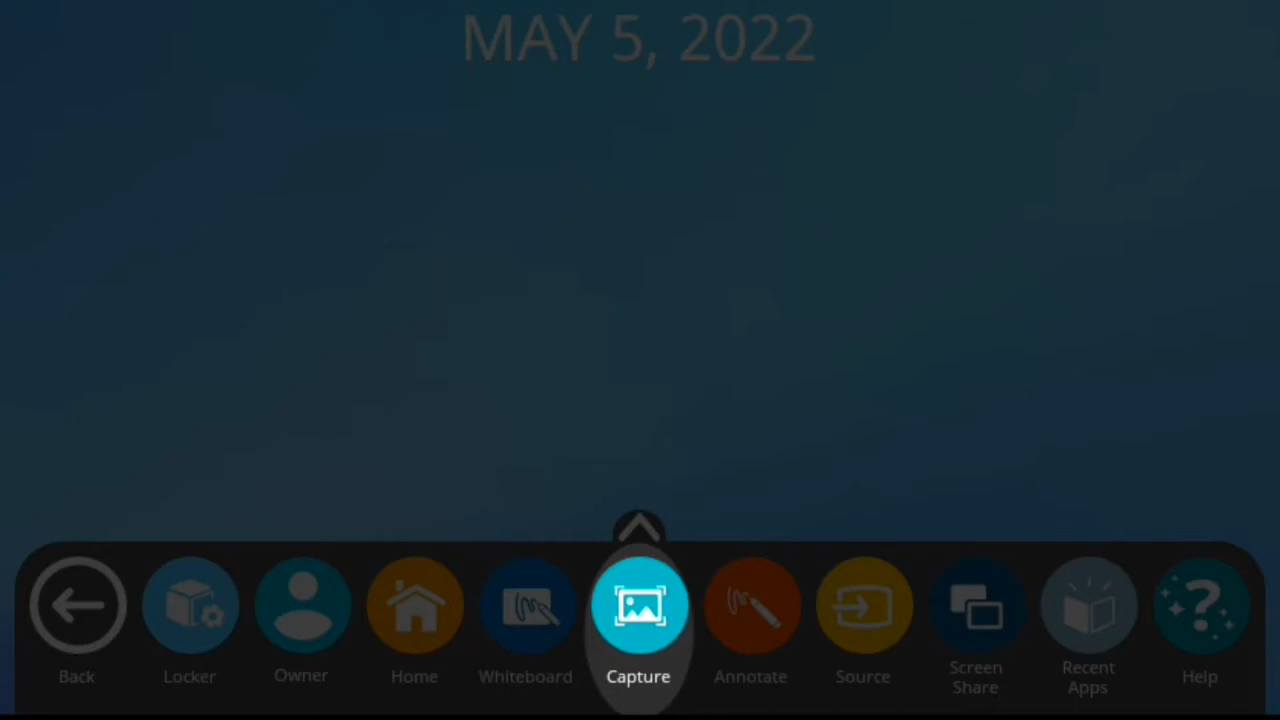 MAY 5, 2022
Back
Locker
Owner
Home
Whiteboard
Capture
Annotate
Source
Screen
Share
Recent
Apps
Help